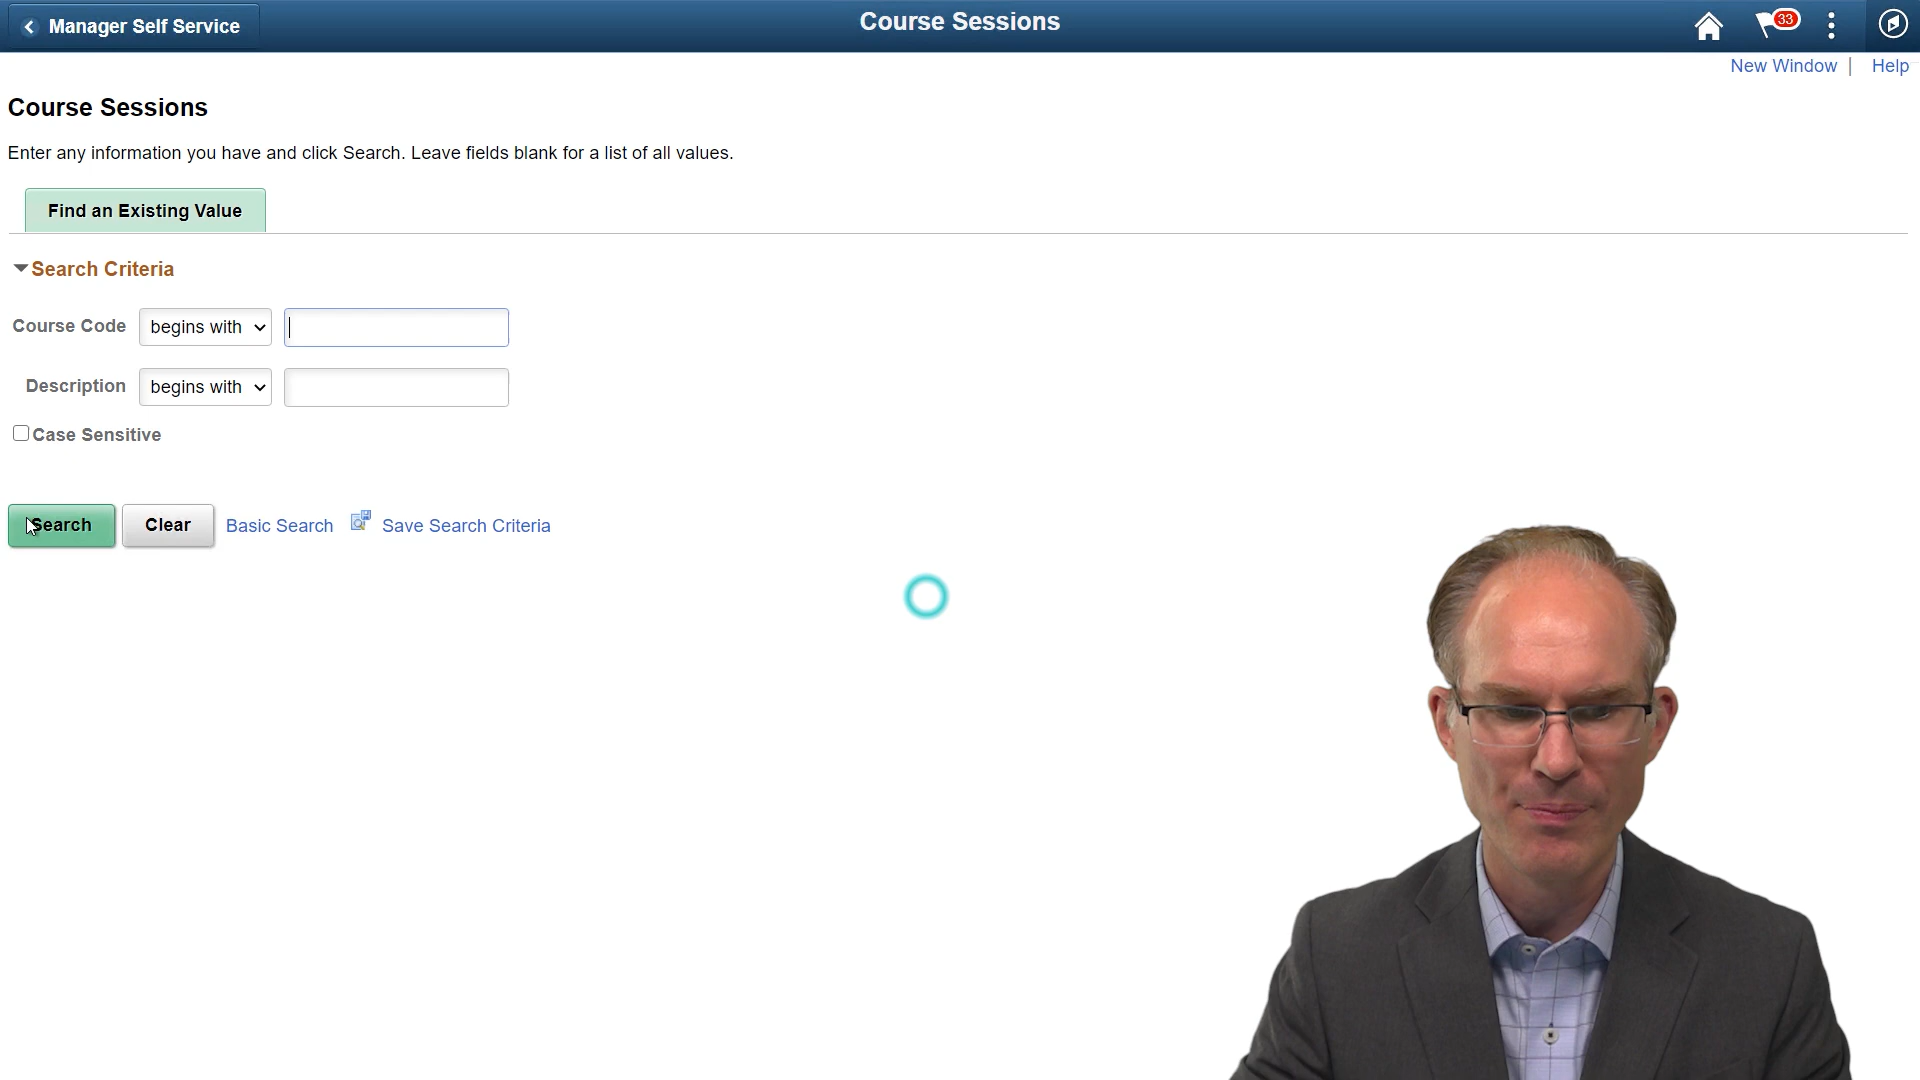 Manager Self Service
Course Sessions
33
New Window | Help
Course Sessions
Enter any information you have and click Search. Leave fields blank for a list of all values.
Find an Existing Value
Search Criteria
Course Code begins with
Description begins with
Case Sensitive
Search Clear Basic Search Save Search Criteria